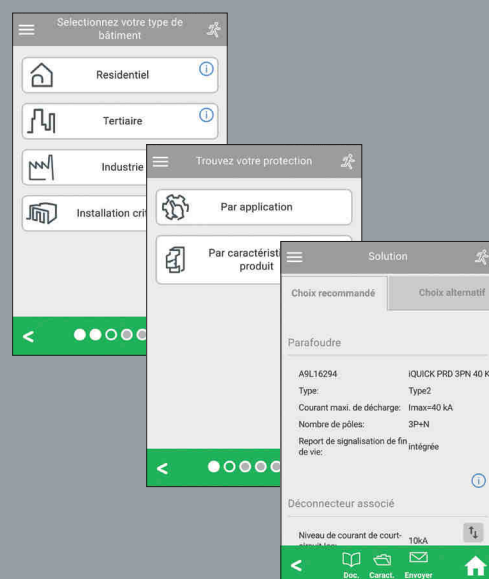 Selectionnez votre type de
bâtiment
Residentiel
Tertiaire
Industrie
Installation
Trouvez votre protection
Par application
Par
produit
Solution
Choix recommandé
Choix alternatif
Parafoudre
A9L16294 iQUICK PRD 3PN 40
Type: Type2
Courant maxi. de décharge: Imax=40 kA
Nombre de pôles: 3P+N
Report de signalisation de fin
de vie: intégrée
Déconnecteur associé
Niveau de courant de court-
10kA
Doc. Caract. Envoyer